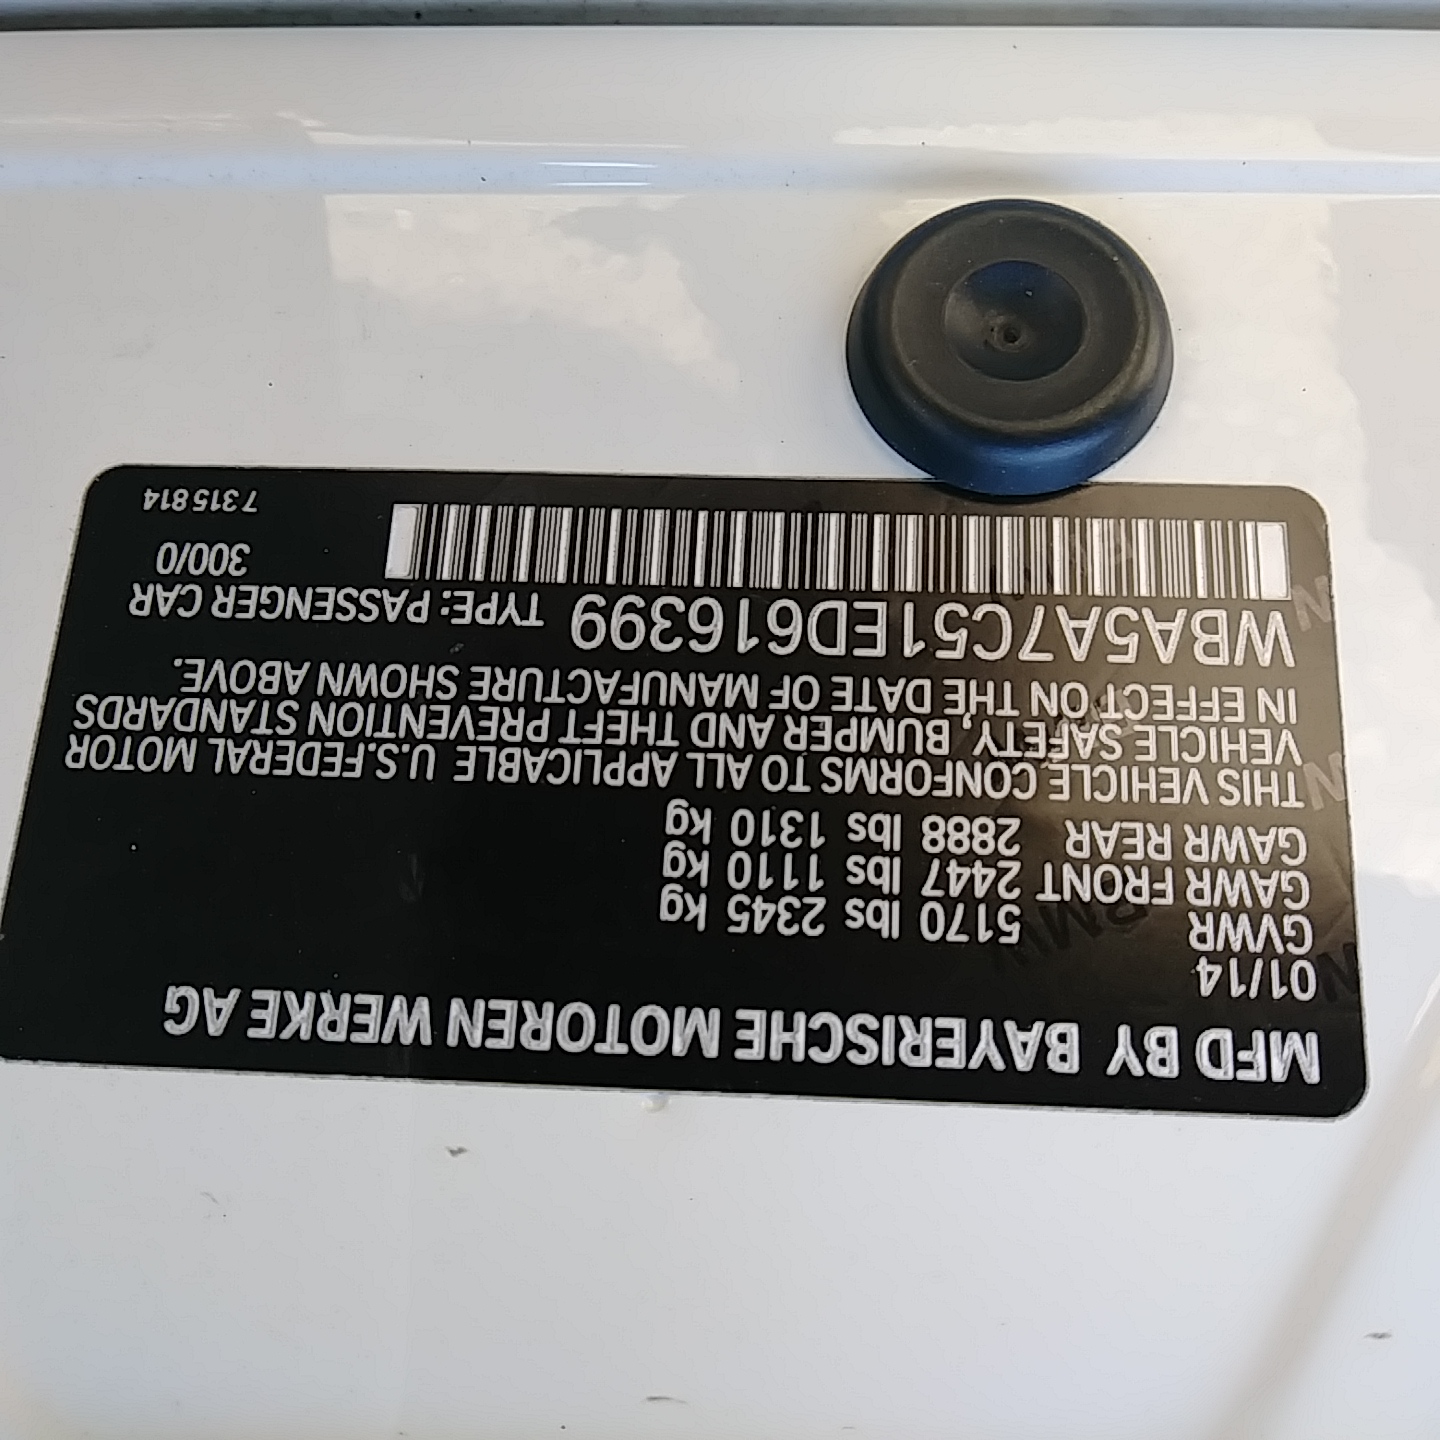 MFD BY BAYERISCHE MOTOREN WERKE AG
01/14
GVWR 5170 lbs 2345 kg
GAWR FRONT 2447 lbs 1110 kg
GAWR REAR 2888 lbs 1310 kg
THIS VEHICLE CONFORMS TO ALL APPLICABLE U.S.FEDERAL MOTOR
VEHICLE SAFETY, BUMPER AND THEFT PREVENTION STANDARDS
IN EFFECT ON THE DATE OF MANUFACTURE SHOWN ABOVE.
WBA5A7C51ED616399 TYPE: PASSENGER CAR
300/0
7 315 814